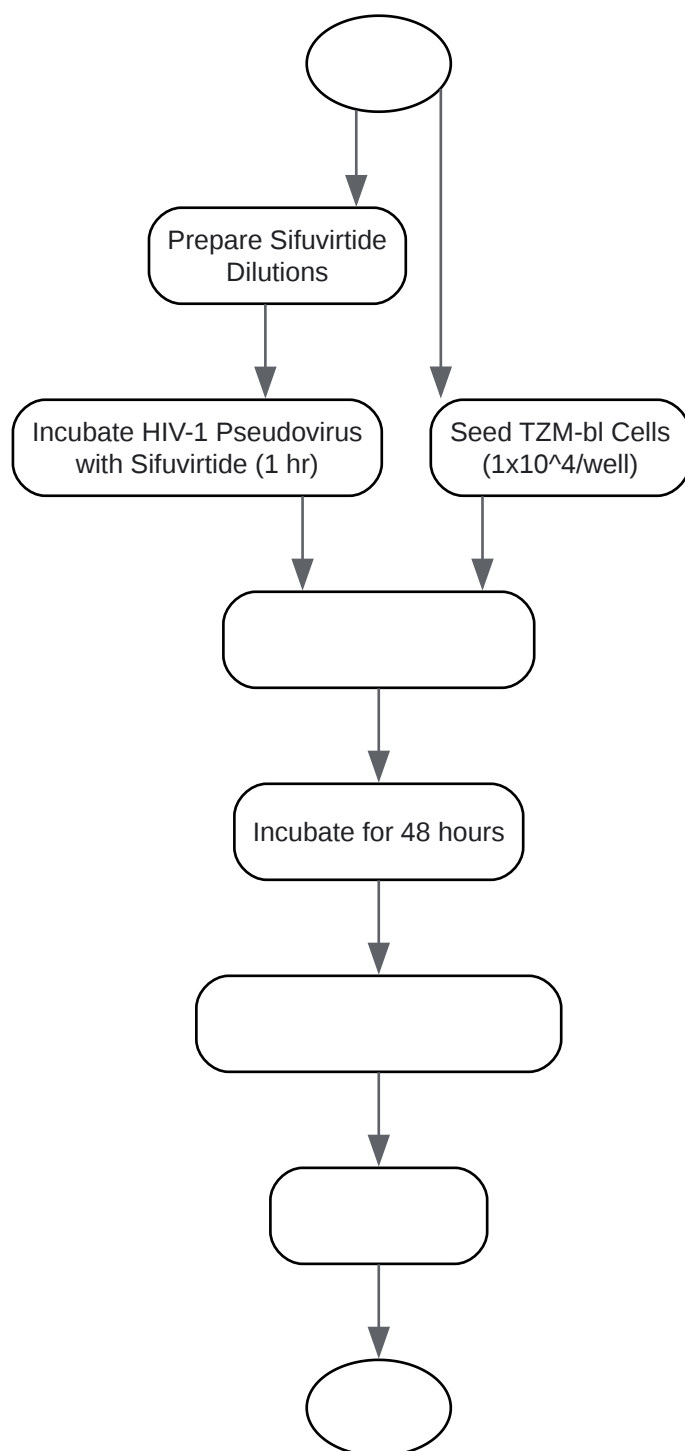 Prepare Sifuvirtide
Dilutions
Incubate HIV-1 Pseudovirus
with Sifuvirtide (1 hr)
Seed TZM-bl Cells
(1x10^4/well)
Incubate for 48 hours